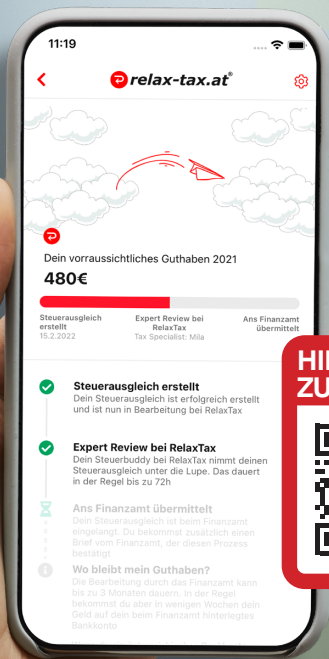 11:19
relax-tax.at®
Dein vorraussichtliches Guthaben 2021
480€
Steuerausgleich erstellt
15.2.2022
Expert Review bei RelaxTax
Tax Specialist: Mila
Ans Finanzamt übermittelt
Steuerausgleich erstellt
Dein Steuerausgleich ist erfolgreich erstellt
und ist nun in Bearbeitung bei RelaxTax
Expert Review bei RelaxTax
Dein Steuerbuddy bei RelaxTax nimmt deinen
Steuerausgleich unter die Lupe. Das dauert
in der Regel bis zu 72h
Ans Finanzamt übermittelt
Dein Steuerausgleich ist beim Finanzamt
eingelangt. Du bekommst zusätzlich einen
Brief vom Finanzamt, der diesen Prozess
bestätigt
Wo bleibt mein Guthaben?
Die Bearbeitung durch das Finanzamt kann
bis zu 3 Monaten dauern. In der Regel
bekommst du aber in wenigen Wochen dein
Geld auf dein beim Finanzamt hinterlegtes
Bankkonto
ZU